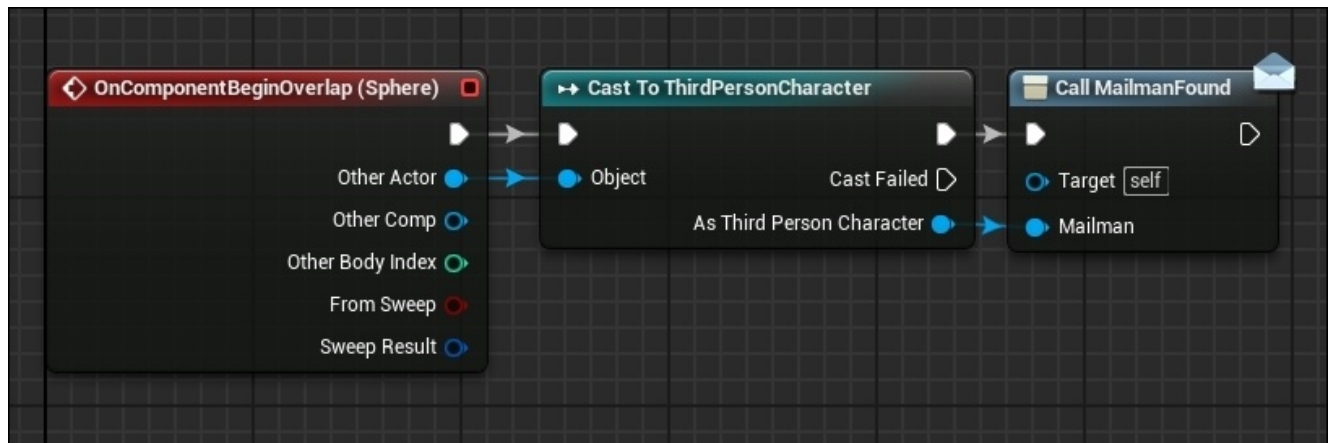 OnComponentBeginOverlap (Sphere)
Other Actor
Other Comp
Other Body Index
From Sweep
Sweep Result
Cast To ThirdPersonCharacter
Object
Cast Failed
As Third Person Character
Call MailmanFound
Target self
Mailman